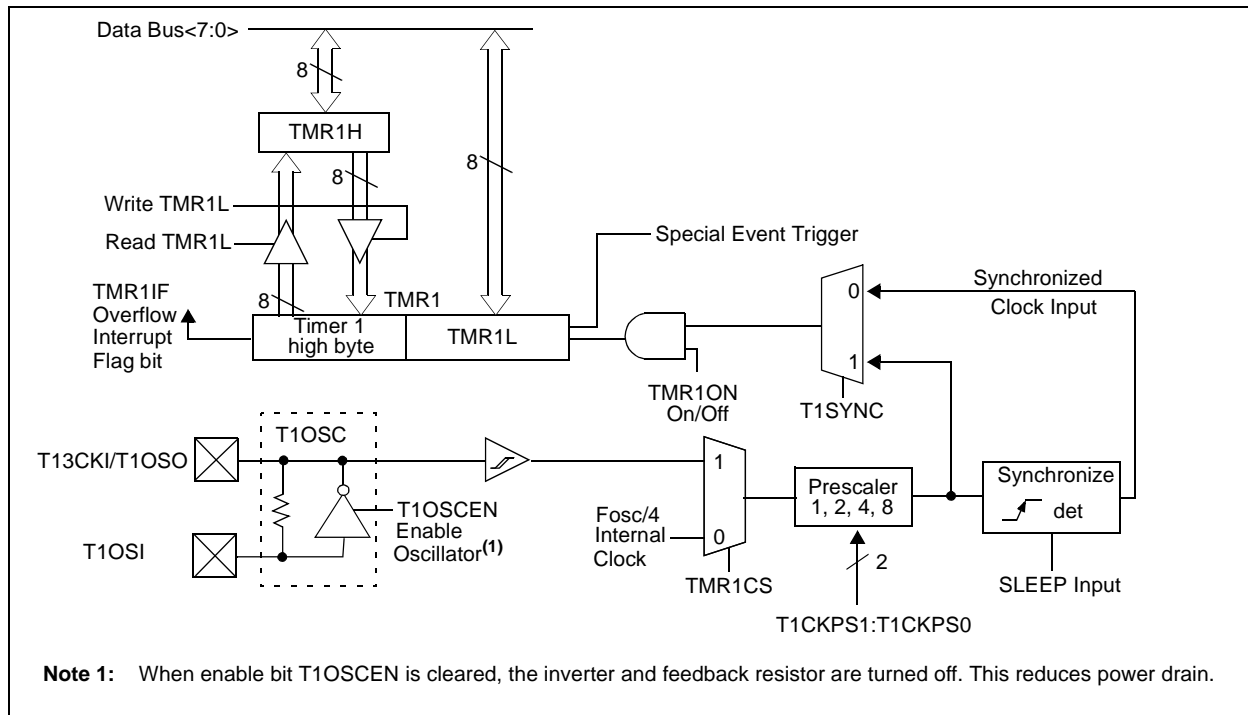 Data Bus<7:0>
8
TMR1H
8
8
Write TMR1L
Read TMR1L
Special Event Trigger
TMR1IF
Overflow
Interrupt
Flag bit
8
TMR1
Timer 1
high byte
TMR1L
0
1
Synchronized
Clock Input
TMR1ON
On/Off
T1SYNC
T1OSC
T13CKI/T1OSO
T1OSI
T1OSCEN
Enable
Oscillator(1)
1
0
Fosc/4
Internal
Clock
TMR1CS
Prescaler
1, 2, 4, 8
2
T1CKPS1:T1CKPS0
Synchronize
det
SLEEP Input
Note 1: When enable bit T1OSCEN is cleared, the inverter and feedback resistor are turned off. This reduces power drain.